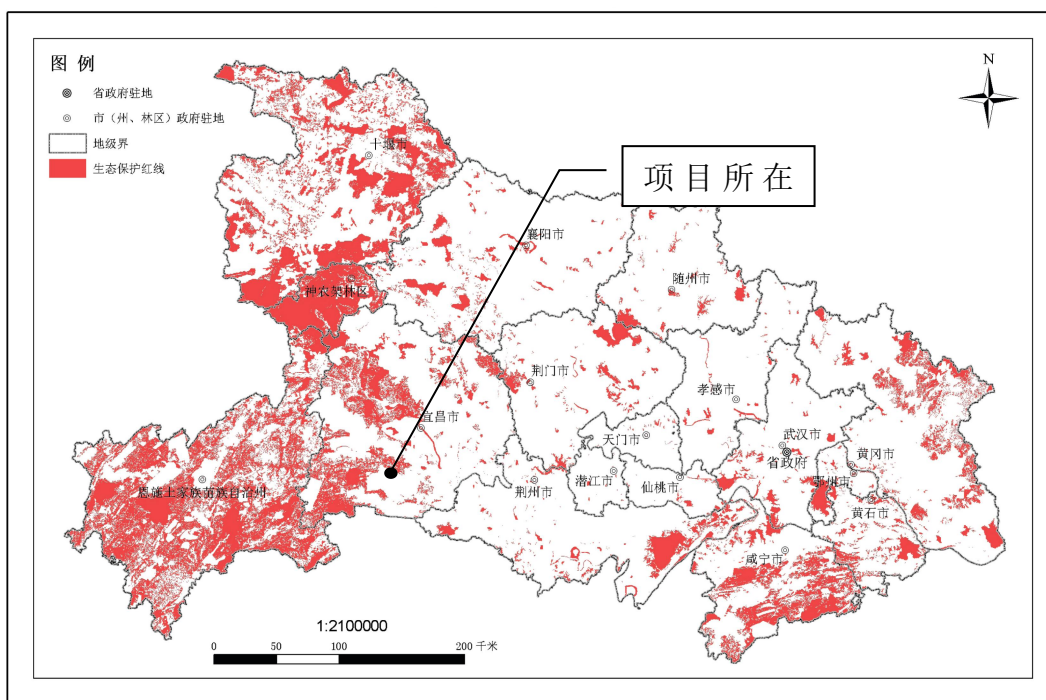 图 例
省政府驻地
市（州、林区）政府驻地
地级界
生态保护红线
N
项目所在
十堰市
襄阳市
随州市
神农架林区
荆门市
孝感市
宜昌市
天门市
武汉市
省政府
黄冈市
恩施土家族苗族自治州
荆州市
潜江市
仙桃市
鄂州市
黄石市
咸宁市
1:2100000
0 50 100 200 千米